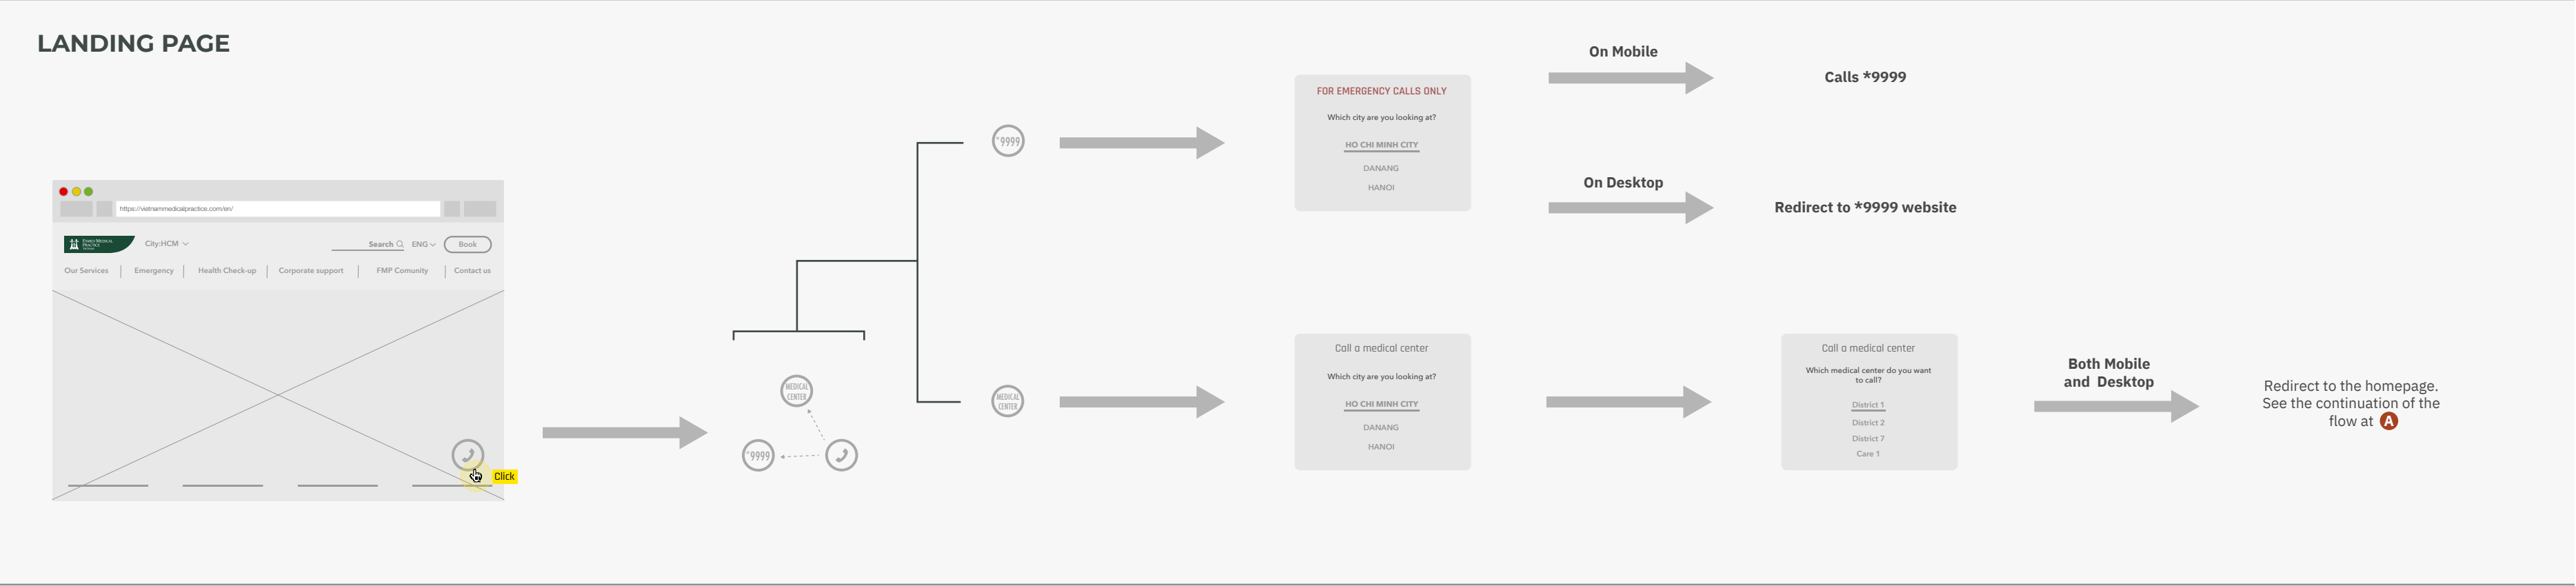 LANDING PAGE
https://vietnammedicalpractice.com/en/
FAMILY MEDICAL
PRACTICE
City:HCM
Search
ENG
Book
Our Services
Emergency
Health Check-up
Corporate support
FMP Comunity
Contact us
Click
MEDICAL
CENTER
*9999
*9999
MEDICAL
CENTER
FOR EMERGENCY CALLS ONLY
Which city are you looking at?
HO CHI MINH CITY
DANANG
HANOI
On Mobile
Calls *9999
On Desktop
Redirect to *9999 website
Call a medical center
Which city are you looking at?
HO CHI MINH CITY
DANANG
HANOI
Call a medical center
Which medical center do you want
to call?
District 1
District 2
District 7
Care 1
Both Mobile
and Desktop
Redirect to the homepage.
See the continuation of the
flow at A